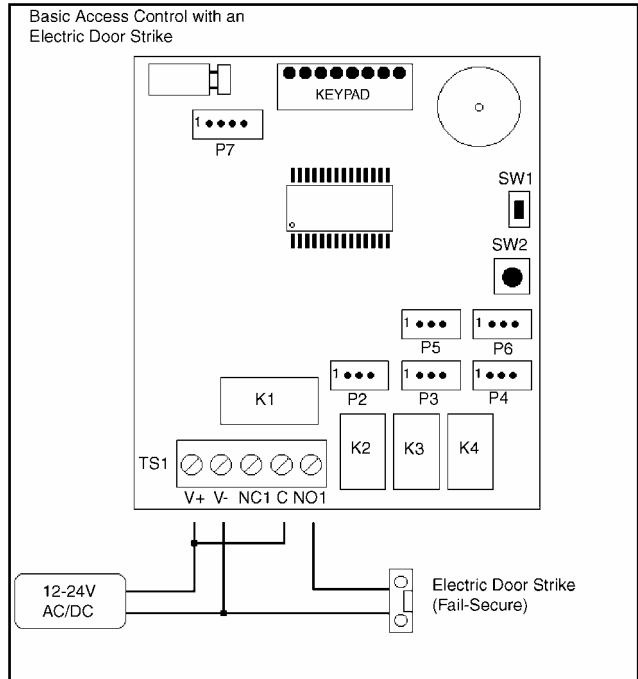 Basic Access Control with an
Electric Door Strike
KEYPAD
1
P7
SW1
SW2
1
1
P5
P6
1
1
1
P2
P3
P4
K1
K2
K3
K4
TS1
V+ V- NC1 C NO1
12-24V
AC/DC
Electric Door Strike
(Fail-Secure)